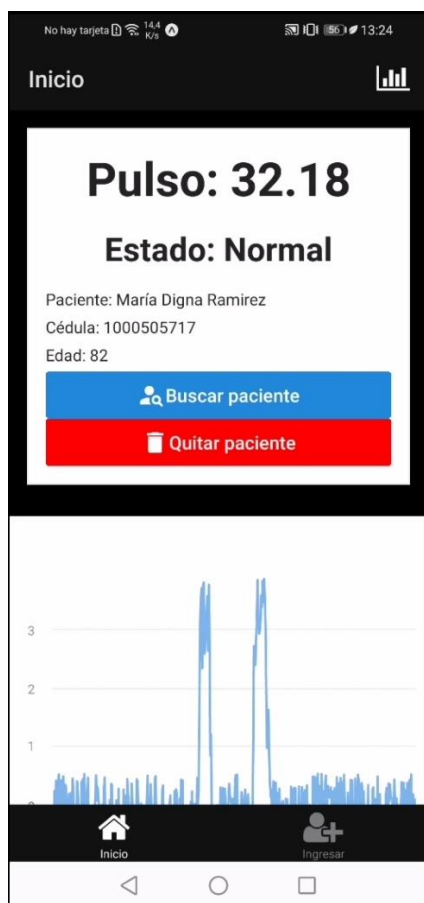 No hay tarjeta 14,4 K/s 56 13:24
Inicio
Pulso: 32.18
Estado: Normal
Paciente: María Digna Ramirez
Cédula: 1000505717
Edad: 82
Buscar paciente
Quitar paciente
3
2
1
0
Inicio
Ingresar